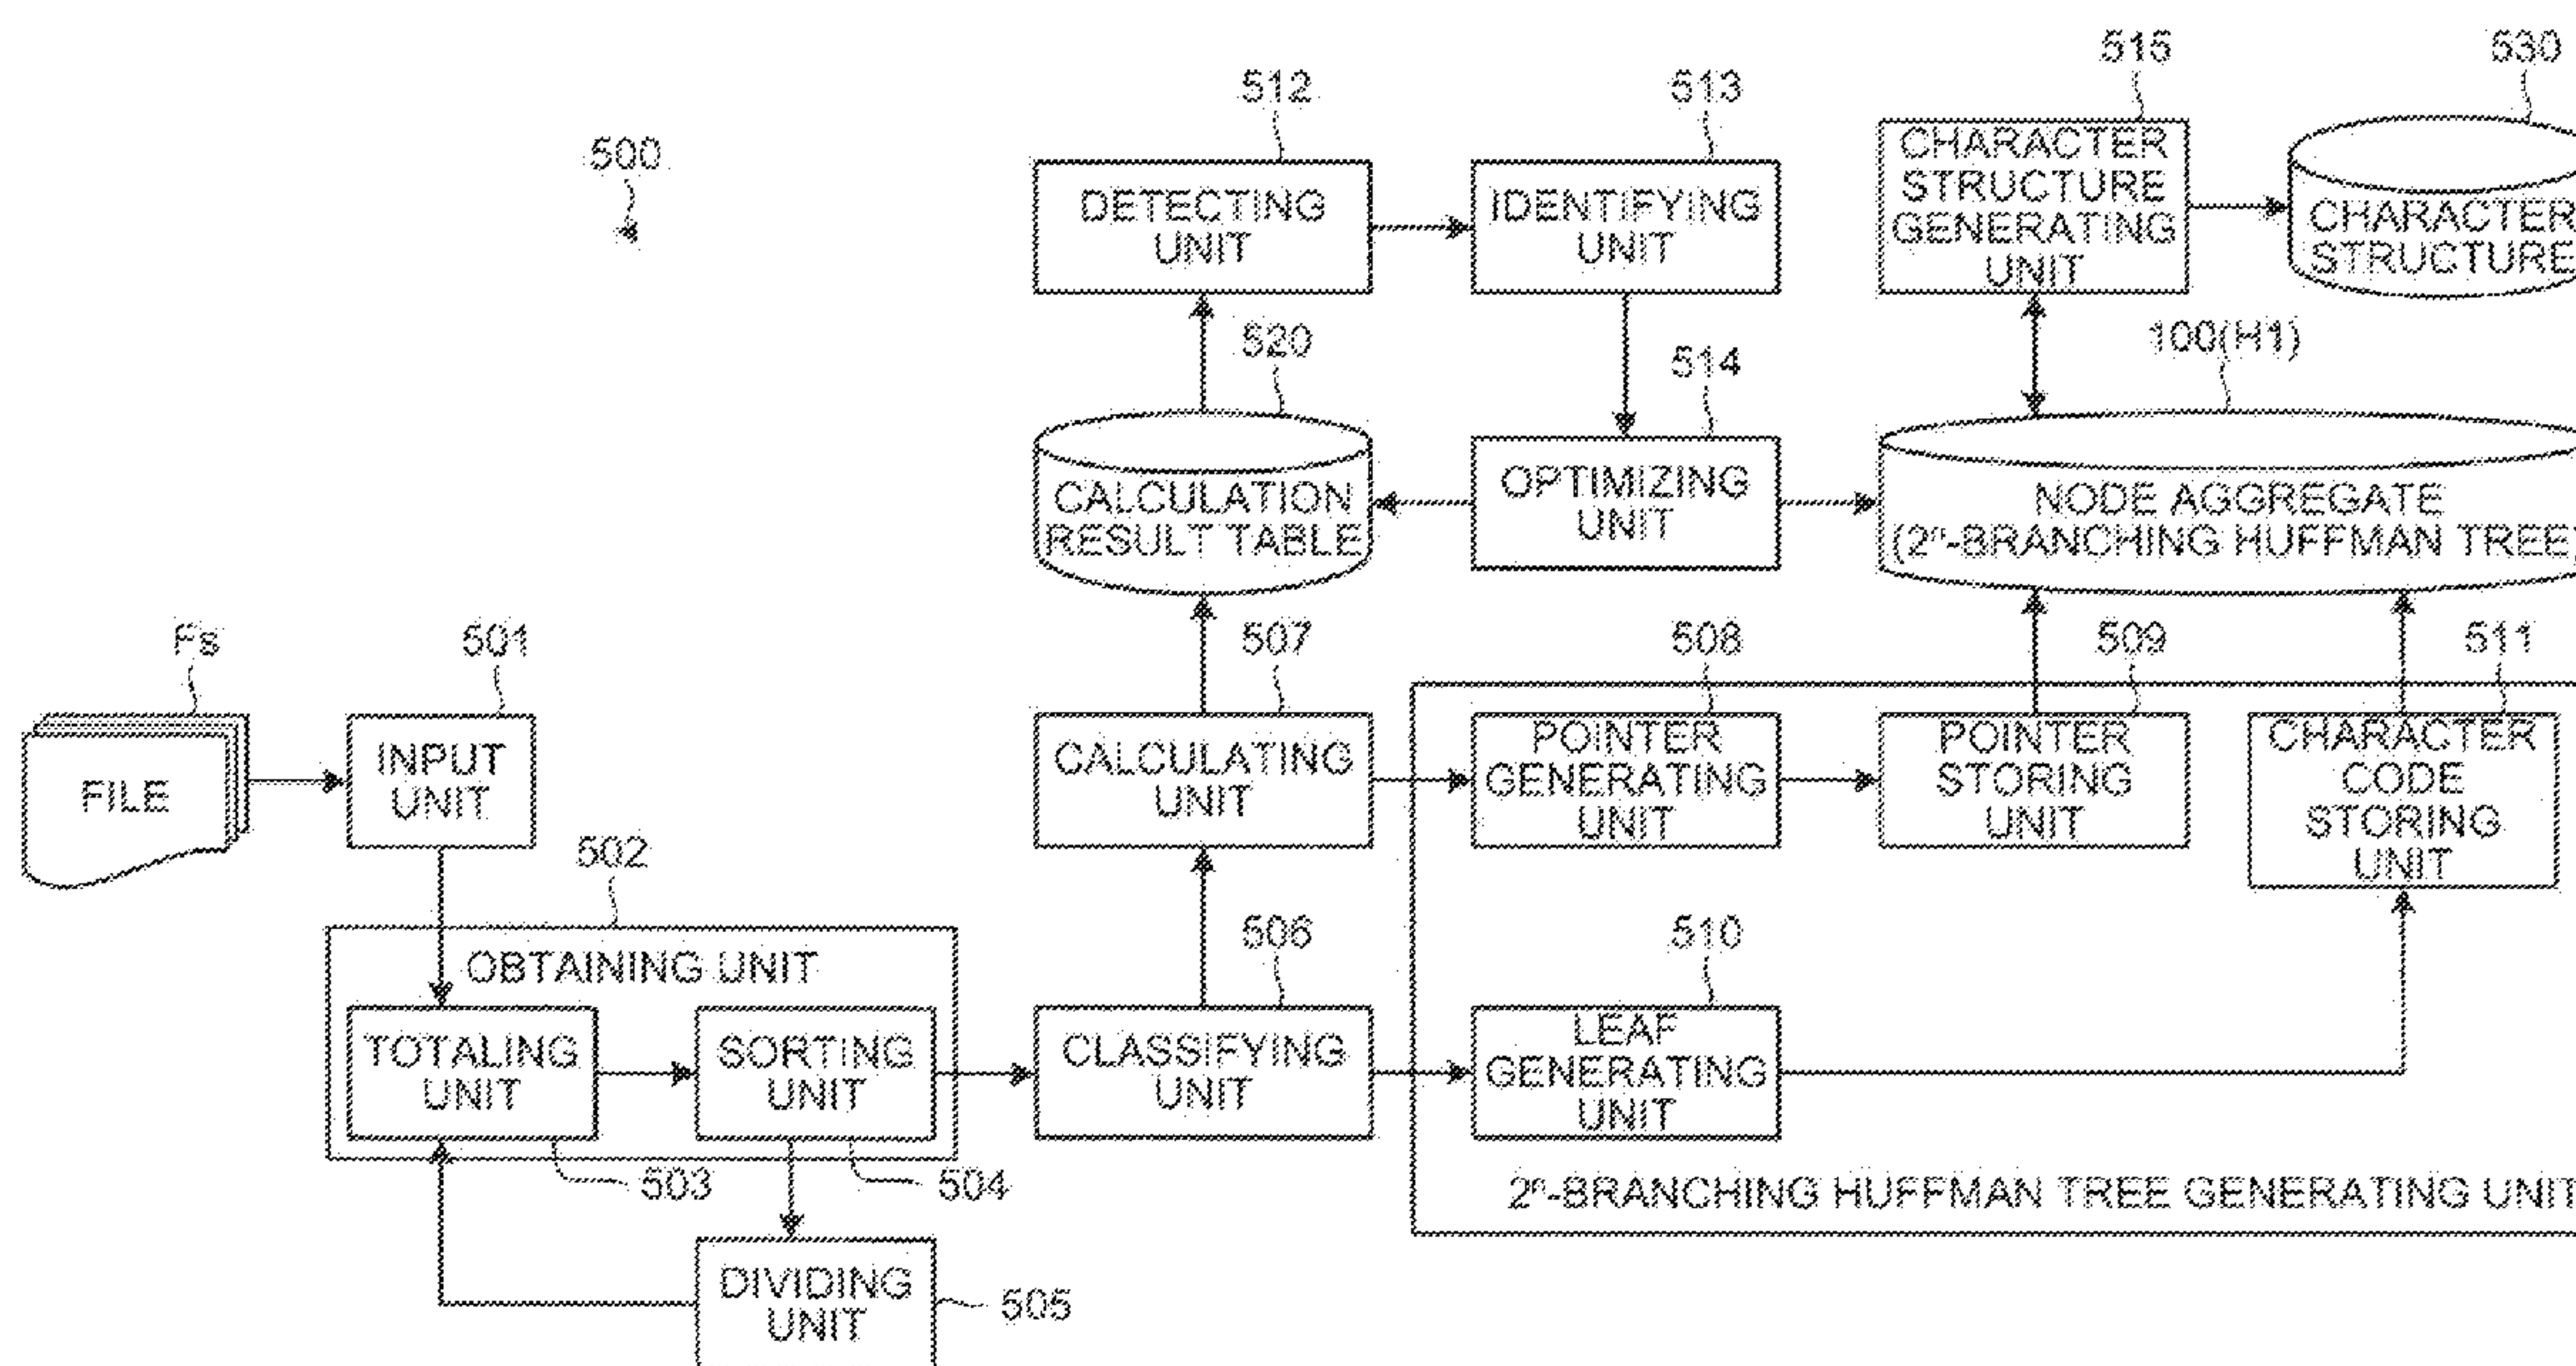 515
530
512
513
500
CHARACTER
STRUCTURE
GENERATING
UNIT
CHARACTER
STRUCTURE
DETECTING
UNIT
IDENTIFYING
UNIT
520
514
100(H1)
CALCULATION
RESULT TABLE
OPTIMIZING
UNIT
NODE AGGREGATE
(2ⁿ-BRANCHING HUFFMAN TREE)
Fs
501
507
508
509
511
FILE
INPUT
UNIT
CALCULATING
UNIT
POINTER
GENERATING
UNIT
POINTER
STORING
UNIT
CHARACTER
CODE
STORING
UNIT
502
506
510
OBTAINING UNIT
TOTALING
UNIT
SORTING
UNIT
CLASSIFYING
UNIT
LEAF
GENERATING
UNIT
503
504
2ⁿ-BRANCHING HUFFMAN TREE GENERATING UNIT
DIVIDING
UNIT
505